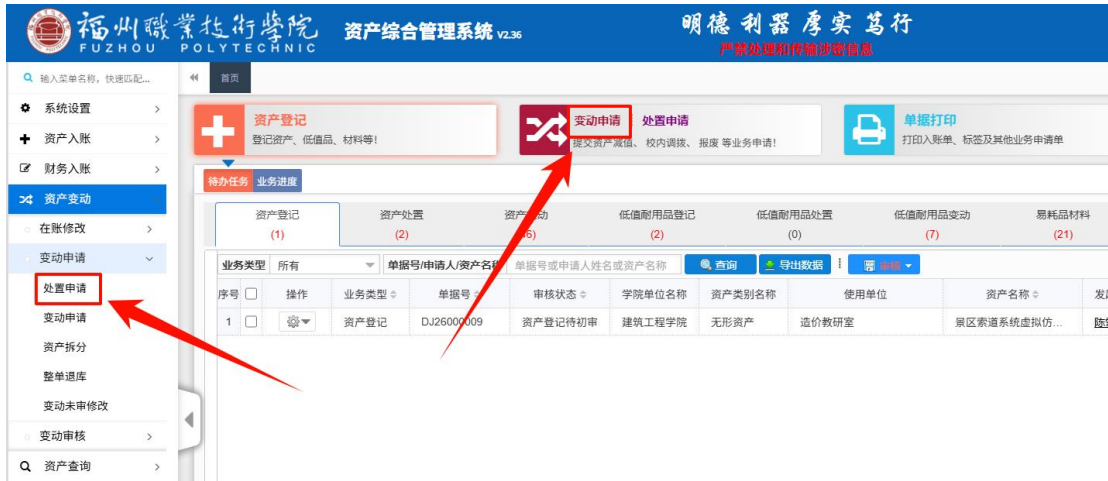 福州職業技術學院 资产综合管理系统 V2.36 明德 利器 厚实 笃行
FUZHOU POLYTECHNIC 严禁处理和传输涉密信息
输入菜单名称，快速匹配... 首页
系统设置
资产入账
财务入账
资产变动
在账修改
变动申请
处置申请
变动申请
资产拆分
整单退库
变动未审修改
变动审核
资产查询
资产登记
登记资产、低值品、材料等!
变动申请 处置申请
提交资产减值、 校内调拨、 报废 等业务申请!
单据打印
打印入账单、标签及其他业务申请单
待办任务 业务进度
资产登记 资产处置 低值耐用品登记 低值耐用品处置 低值耐用品变动 易耗品材料
(1) (2) (2) (0) (7) (21)
业务类型 所有 单据号/申请人/资产名称 单据号或申请人姓名或资产名称 查询 导出数据 审核
序号 操作 业务类型 单据号 审核状态 学院单位名称 资产类别名称 使用单位 资产名称
1 资产登记 DJ26000009 资产登记待初审 建筑工程学院 无形资产 造价教研室 景区索道系统虚拟仿...